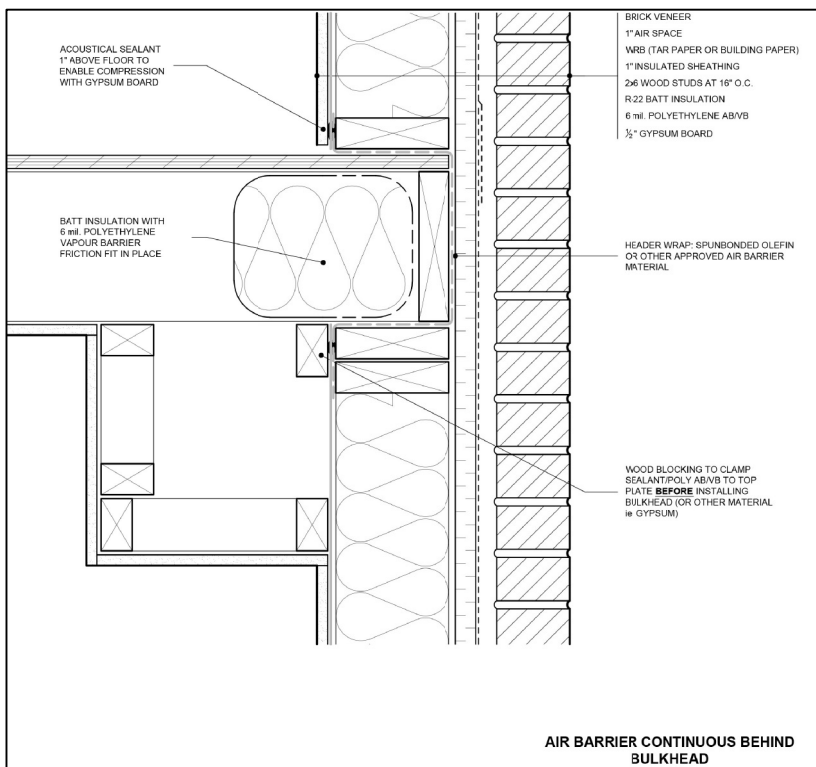 ACOUSTICAL SEALANT
1" ABOVE FLOOR TO
ENABLE COMPRESSION
WITH GYPSUM BOARD
BRICK VENEER
1" AIR SPACE
WRB (TAR PAPER OR BUILDING PAPER)
1" INSULATED SHEATHING
2x6 WOOD STUDS AT 16" O.C.
R-22 BATT INSULATION
6 mil. POLYETHYLENE AB/VB
½" GYPSUM BOARD
BATT INSULATION WITH
6 mil. POLYETHYLENE
VAPOUR BARRIER
FRICTION FIT IN PLACE
HEADER WRAP: SPUNBONDED OLEFIN
OR OTHER APPROVED AIR BARRIER
MATERIAL
WOOD BLOCKING TO CLAMP
SEALANT/POLY AB/VB TO TOP
PLATE BEFORE INSTALLING
BULKHEAD (OR OTHER MATERIAL
ie GYPSUM)
AIR BARRIER CONTINUOUS BEHIND
BULKHEAD